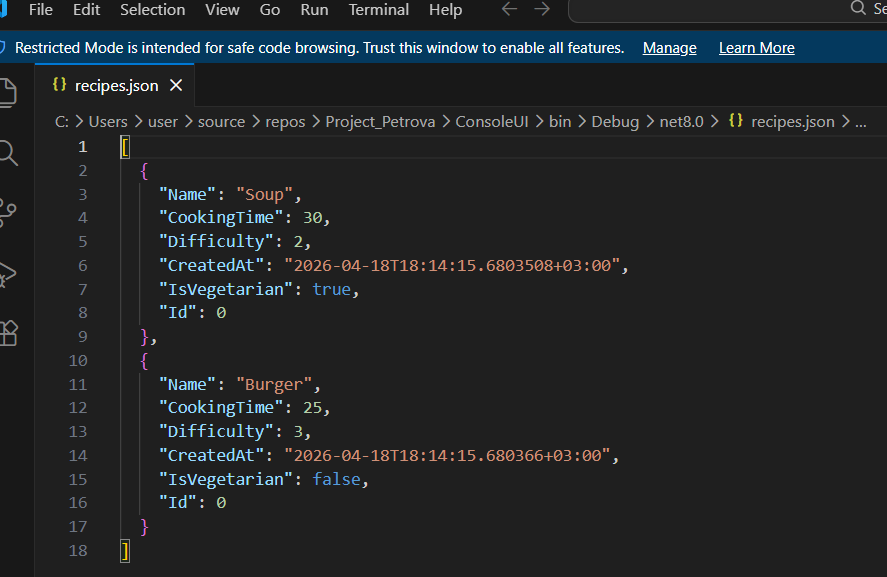 File Edit Selection View Go Run Terminal Help
Restricted Mode is intended for safe code browsing. Trust this window to enable all features. Manage Learn More
{} recipes.json
C: > Users > user > source > repos > Project_Petrova > ConsoleUI > bin > Debug > net8.0 > {} recipes.json > ...
1 [
2 {
3 "Name": "Soup",
4 "CookingTime": 30,
5 "Difficulty": 2,
6 "CreatedAt": "2026-04-18T18:14:15.6803508+03:00",
7 "IsVegetarian": true,
8 "Id": 0
9 },
10 {
11 "Name": "Burger",
12 "CookingTime": 25,
13 "Difficulty": 3,
14 "CreatedAt": "2026-04-18T18:14:15.680366+03:00",
15 "IsVegetarian": false,
16 "Id": 0
17 }
18 ]